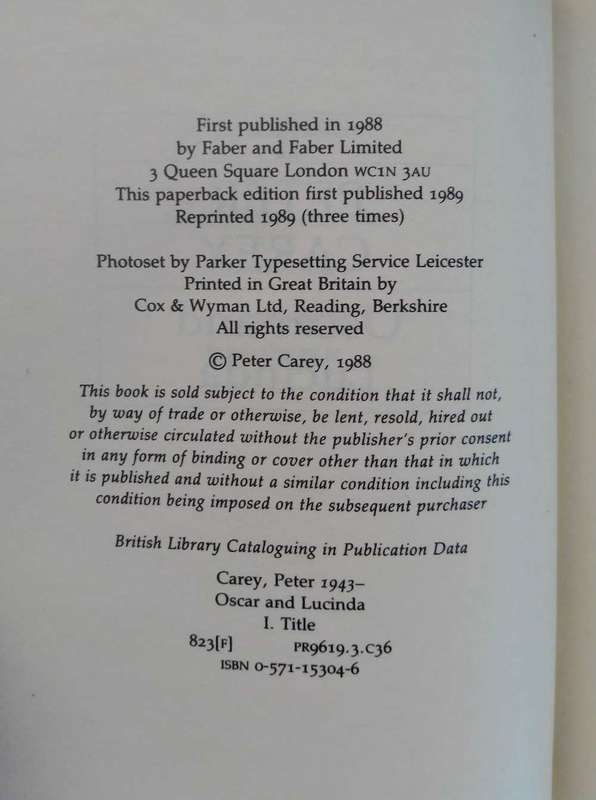 First published in 1988
by Faber and Faber Limited
3 Queen Square London WC1N 3AU
This paperback edition first published 1989
Reprinted 1989 (three times)
Photoset by Parker Typesetting Service Leicester
Printed in Great Britain by
Cox & Wyman Ltd, Reading, Berkshire
All rights reserved
© Peter Carey, 1988
This book is sold subject to the condition that it shall not,
by way of trade or otherwise, be lent, resold, hired out
or otherwise circulated without the publisher's prior consent
in any form of binding or cover other than that in which
it is published and without a similar condition including this
condition being imposed on the subsequent purchaser
British Library Cataloguing in Publication Data
Carey, Peter 1943–
Oscar and Lucinda
I. Title
823[F] PR9619.3.C36
ISBN 0-571-15304-6